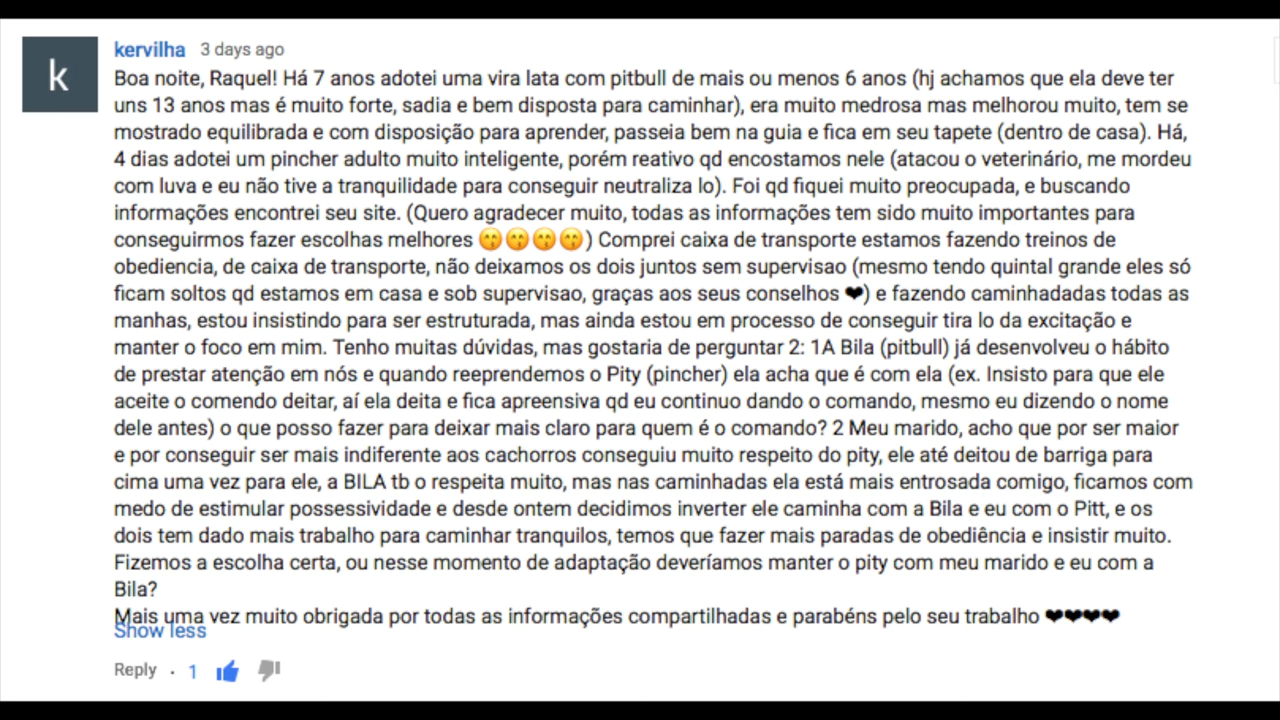 k
kervilha 3 days ago
Boa noite, Raquel! Há 7 anos adotei uma vira lata com pitbull de mais ou menos 6 anos (hj achamos que ela deve ter
uns 13 anos mas é muito forte, sadia e bem disposta para caminhar), era muito medrosa mas melhorou muito, tem se
mostrado equilibrada e com disposição para aprender, passeia bem na guia e fica em seu tapete (dentro de casa). Há,
4 dias adotei um pincher adulto muito inteligente, porém reativo qd encostamos nele (atacou o veterinário, me mordeu
com luva e eu não tive a tranquilidade para conseguir neutraliza lo). Foi qd fiquei muito preocupada, e buscando
informações encontrei seu site. (Quero agradecer muito, todas as informações tem sido muito importantes para
conseguirmos fazer escolhas melhores 😙😙😙😙) Comprei caixa de transporte estamos fazendo treinos de
obediencia, de caixa de transporte, não deixamos os dois juntos sem supervisao (mesmo tendo quintal grande eles só
ficam soltos qd estamos em casa e sob supervisao, graças aos seus conselhos ❤) e fazendo caminhadadas todas as
manhas, estou insistindo para ser estruturada, mas ainda estou em processo de conseguir tira lo da excitação e
manter o foco em mim. Tenho muitas dúvidas, mas gostaria de perguntar 2: 1A Bila (pitbull) já desenvolveu o hábito
de prestar atenção em nós e quando reeprendemos o Pity (pincher) ela acha que é com ela (ex. Insisto para que ele
aceite o comendo deitar, aí ela deita e fica apreensiva qd eu continuo dando o comando, mesmo eu dizendo o nome
dele antes) o que posso fazer para deixar mais claro para quem é o comando? 2 Meu marido, acho que por ser maior
e por conseguir ser mais indiferente aos cachorros conseguiu muito respeito do pity, ele até deitou de barriga para
cima uma vez para ele, a BILA tb o respeita muito, mas nas caminhadas ela está mais entrosada comigo, ficamos com
medo de estimular possessividade e desde ontem decidimos inverter ele caminha com a Bila e eu com o Pitt, e os
dois tem dado mais trabalho para caminhar tranquilos, temos que fazer mais paradas de obediência e insistir muito.
Fizemos a escolha certa, ou nesse momento de adaptação deveríamos manter o pity com meu marido e eu com a
Bila?
Mais uma vez muito obrigada por todas as informações compartilhadas e parabéns pelo seu trabalho ❤❤❤❤
Show less
Reply · 1